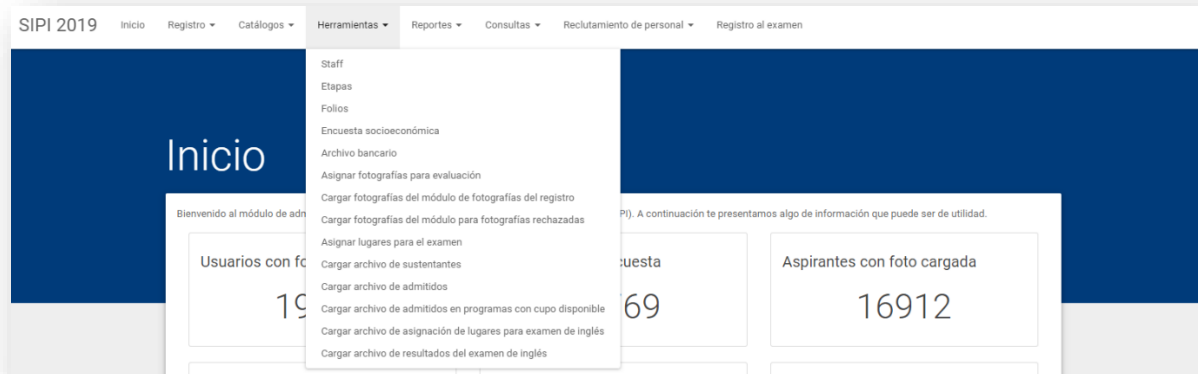 SIPI 2019 Inicio Registro Catálogos Herramientas Reportes Consultas Reclutamiento de personal Registro al examen
Staff
Etapas
Folios
Encuesta socioeconómica
Archivo bancario
Asignar fotografías para evaluación
Cargar fotografías del módulo de fotografías del registro
Cargar fotografías del módulo para fotografías rechazadas
Asignar lugares para el examen
Cargar archivo de sustentantes
Cargar archivo de admitidos
Cargar archivo de admitidos en programas con cupo disponible
Cargar archivo de asignación de lugares para examen de inglés
Cargar archivo de resultados del examen de inglés
Inicio
Bienvenido al módulo de PI). A continuación te presentamos algo de información que puede ser de utilidad.
Usuarios con Aspirantes con foto cargada
19 69 16912